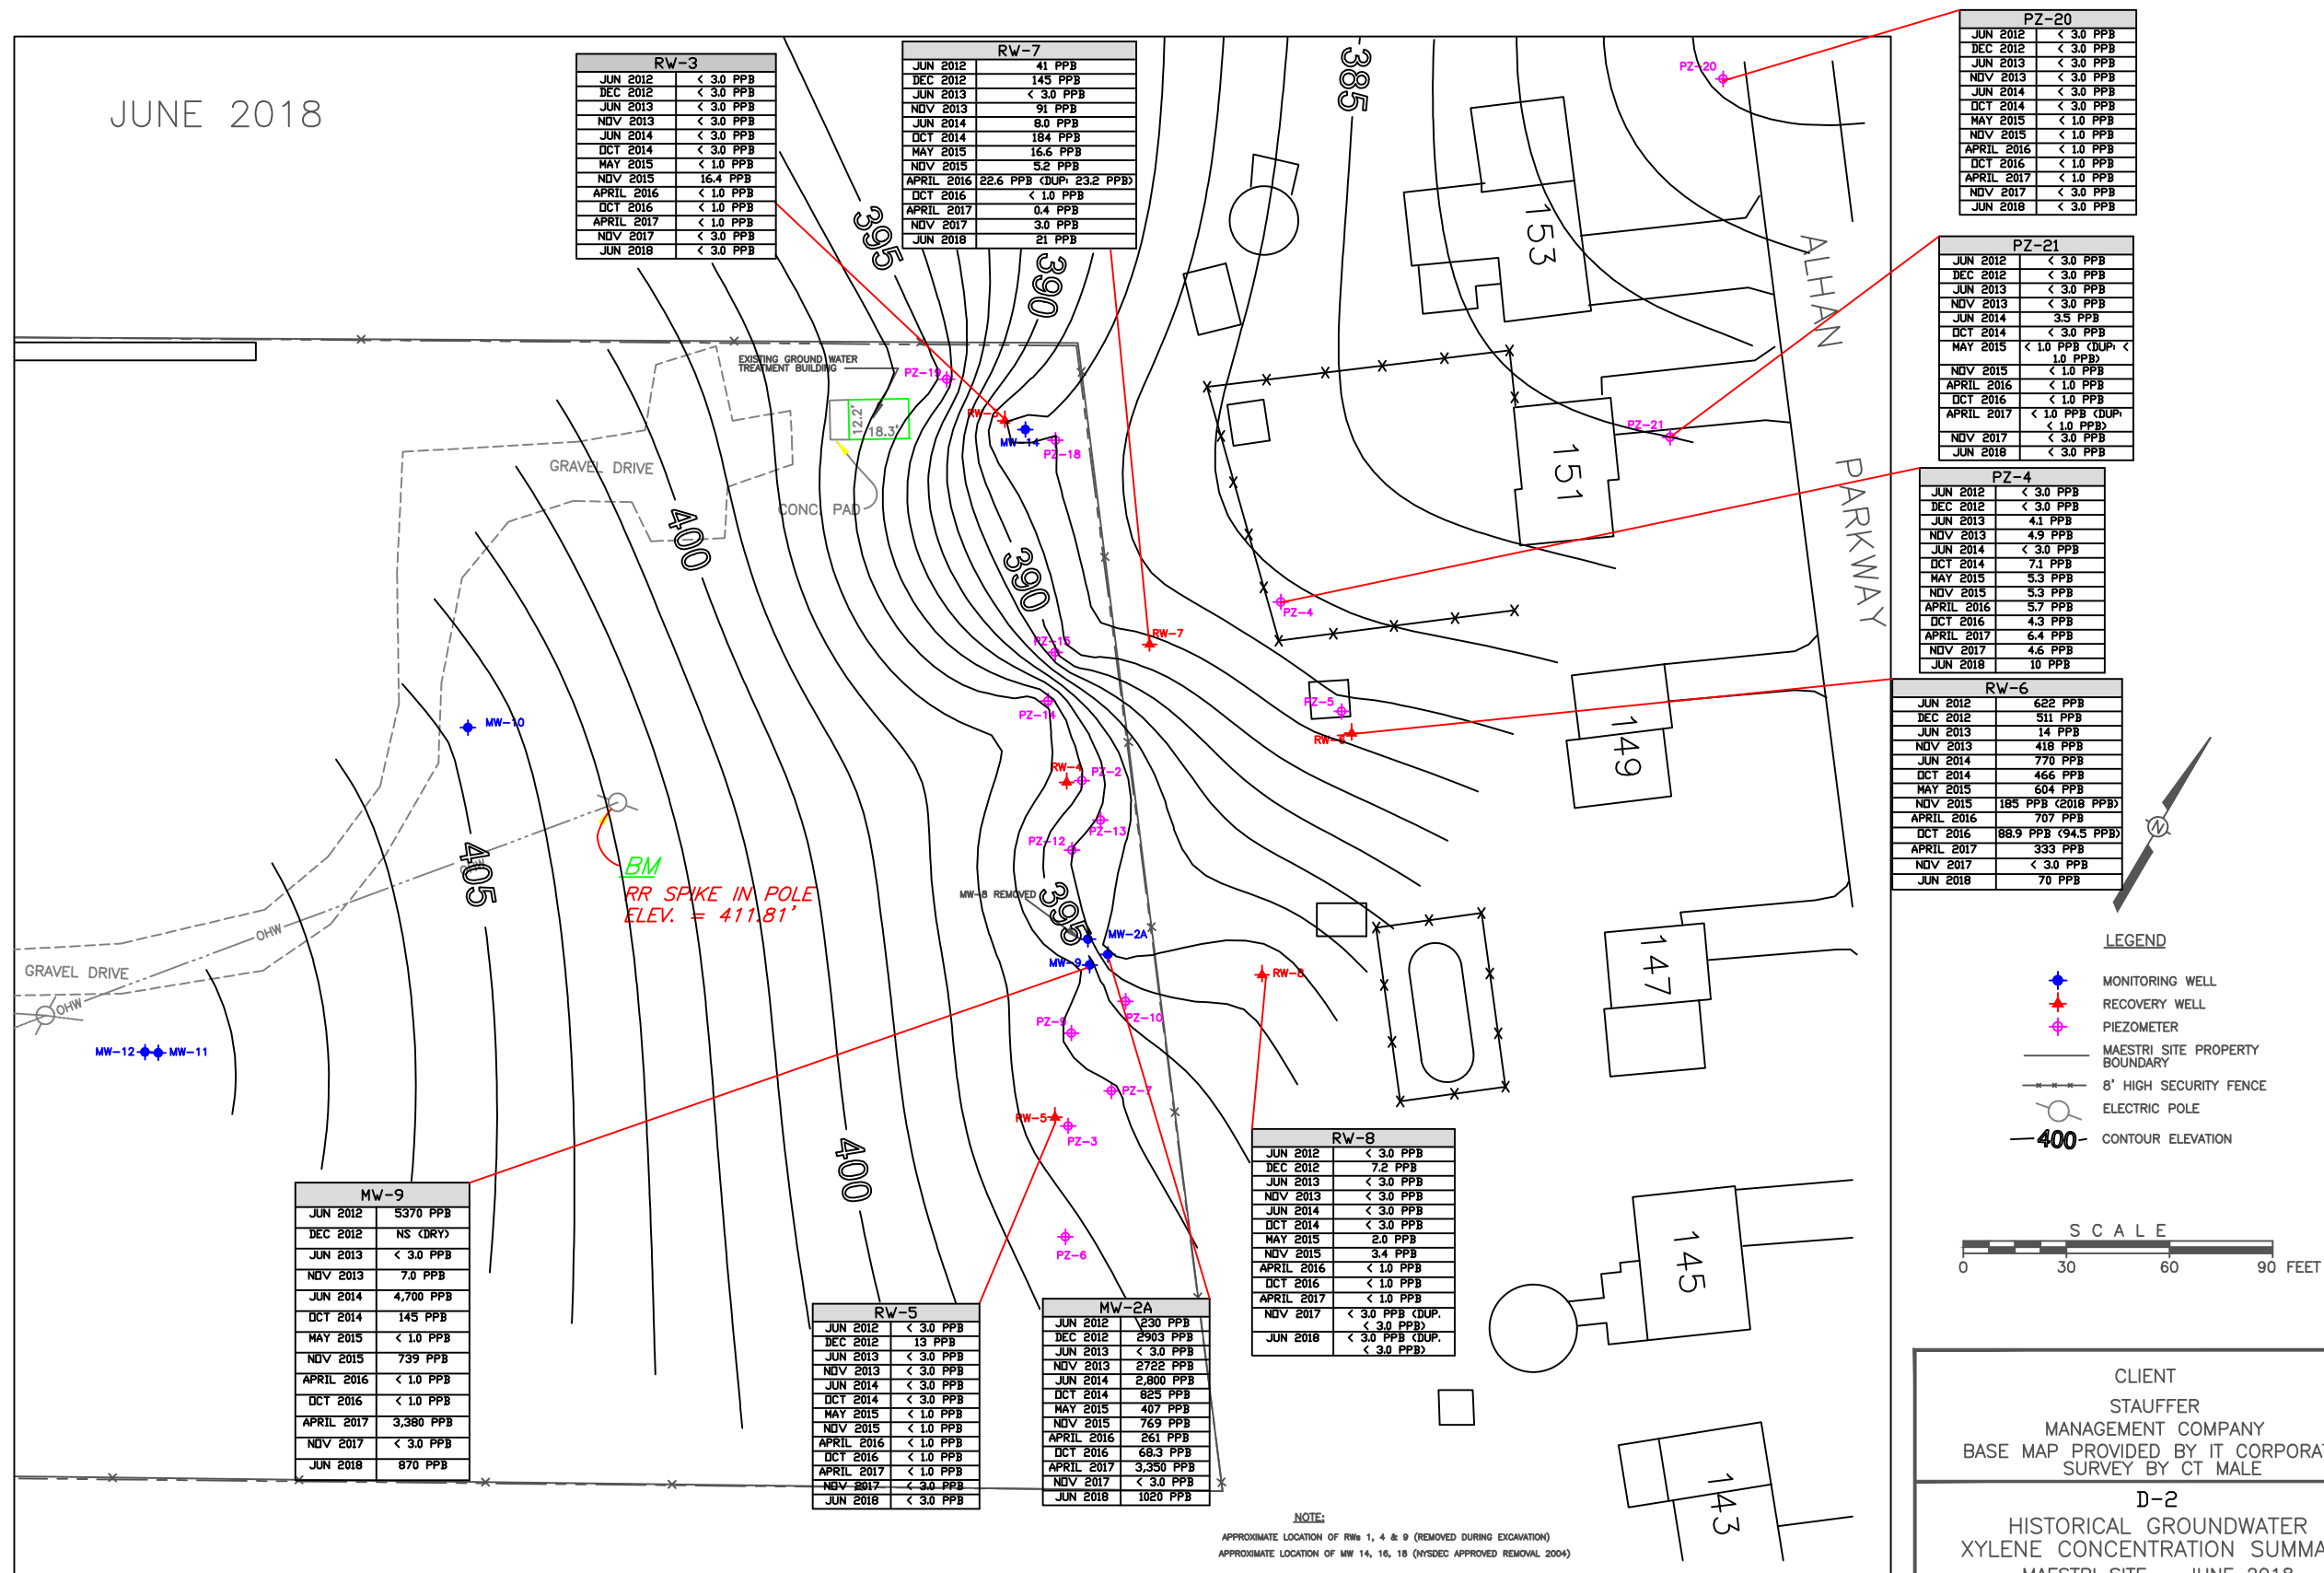 JUNE 2018
RW-3
JUN 2012 < 3.0 PPB
DEC 2012 < 3.0 PPB
JUN 2013 < 3.0 PPB
NOV 2013 < 3.0 PPB
JUN 2014 < 3.0 PPB
OCT 2014 < 3.0 PPB
MAY 2015 < 1.0 PPB
NOV 2015 16.4 PPB
APRIL 2016 < 1.0 PPB
OCT 2016 < 1.0 PPB
APRIL 2017 < 1.0 PPB
NOV 2017 < 3.0 PPB
JUN 2018 < 3.0 PPB
RW-7
JUN 2012 41 PPB
DEC 2012 145 PPB
JUN 2013 < 3.0 PPB
NOV 2013 91 PPB
JUN 2014 8.0 PPB
OCT 2014 184 PPB
MAY 2015 16.6 PPB
NOV 2015 5.2 PPB
APRIL 2016 22.6 PPB (DUP: 23.2 PPB)
OCT 2016 < 1.0 PPB
APRIL 2017 0.4 PPB
NOV 2017 3.0 PPB
JUN 2018 21 PPB
PZ-20
JUN 2012 < 3.0 PPB
DEC 2012 < 3.0 PPB
JUN 2013 < 3.0 PPB
NOV 2013 < 3.0 PPB
JUN 2014 < 3.0 PPB
OCT 2014 < 3.0 PPB
MAY 2015 < 1.0 PPB
NOV 2015 < 1.0 PPB
APRIL 2016 < 1.0 PPB
OCT 2016 < 1.0 PPB
APRIL 2017 < 1.0 PPB
NOV 2017 < 3.0 PPB
JUN 2018 < 3.0 PPB
PZ-21
JUN 2012 < 3.0 PPB
DEC 2012 < 3.0 PPB
JUN 2013 < 3.0 PPB
NOV 2013 < 3.0 PPB
JUN 2014 3.5 PPB
OCT 2014 < 3.0 PPB
MAY 2015 < 1.0 PPB (DUP: <
1.0 PPB)
NOV 2015 < 1.0 PPB
APRIL 2016 < 1.0 PPB
OCT 2016 < 1.0 PPB
APRIL 2017 < 1.0 PPB (DUP:
< 1.0 PPB)
NOV 2017 < 3.0 PPB
JUN 2018 < 3.0 PPB
PZ-4
JUN 2012 < 3.0 PPB
DEC 2012 < 3.0 PPB
JUN 2013 4.1 PPB
NOV 2013 4.9 PPB
JUN 2014 < 3.0 PPB
OCT 2014 7.1 PPB
MAY 2015 5.3 PPB
NOV 2015 5.3 PPB
APRIL 2016 5.7 PPB
OCT 2016 4.3 PPB
APRIL 2017 6.4 PPB
NOV 2017 4.6 PPB
JUN 2018 10 PPB
RW-6
JUN 2012 622 PPB
DEC 2012 511 PPB
JUN 2013 14 PPB
NOV 2013 418 PPB
JUN 2014 770 PPB
OCT 2014 466 PPB
MAY 2015 604 PPB
NOV 2015 185 PPB (2018 PPB)
APRIL 2016 707 PPB
OCT 2016 88.9 PPB (94.5 PPB)
APRIL 2017 333 PPB
NOV 2017 < 3.0 PPB
JUN 2018 70 PPB
385
395
390
390
400
405
395
400
PZ-20
153
ALHAN PARKWAY
EXISTING GROUND WATER
TREATMENT BUILDING
PZ-19
12.2'
18.3'
RW-3
MW-14
PZ-18
PZ-21
GRAVEL DRIVE
151
CONC. PAD
PZ-4
PZ-15
RW-7
PZ-14
PZ-5
MW-10
RW-6
149
RW-4
PZ-2
PZ-13
PZ-12
BM
RR SPIKE IN POLE
ELEV. = 411.81'
OHW
MW-8 REMOVED
MW-2A
MW-9
OHW
GRAVEL DRIVE
OHW
RW-8
147
PZ-10
PZ-9
MW-12
MW-11
PZ-7
RW-5
PZ-3
PZ-6
145
143
N
LEGEND
MONITORING WELL
RECOVERY WELL
PIEZOMETER
MAESTRI SITE PROPERTY
BOUNDARY
8' HIGH SECURITY FENCE
ELECTRIC POLE
400 CONTOUR ELEVATION
SCALE
0 30 60 90 FEET
MW-9
JUN 2012 5370 PPB
DEC 2012 NS (DRY)
JUN 2013 < 3.0 PPB
NOV 2013 7.0 PPB
JUN 2014 4,700 PPB
OCT 2014 145 PPB
MAY 2015 < 1.0 PPB
NOV 2015 739 PPB
APRIL 2016 < 1.0 PPB
OCT 2016 < 1.0 PPB
APRIL 2017 3,380 PPB
NOV 2017 < 3.0 PPB
JUN 2018 870 PPB
RW-5
JUN 2012 < 3.0 PPB
DEC 2012 13 PPB
JUN 2013 < 3.0 PPB
NOV 2013 < 3.0 PPB
JUN 2014 < 3.0 PPB
OCT 2014 < 3.0 PPB
MAY 2015 < 1.0 PPB
NOV 2015 < 1.0 PPB
APRIL 2016 < 1.0 PPB
OCT 2016 < 1.0 PPB
APRIL 2017 < 1.0 PPB
NOV 2017 < 3.0 PPB
JUN 2018 < 3.0 PPB
MW-2A
JUN 2012 230 PPB
DEC 2012 2903 PPB
JUN 2013 < 3.0 PPB
NOV 2013 2722 PPB
JUN 2014 2,800 PPB
OCT 2014 825 PPB
MAY 2015 407 PPB
NOV 2015 769 PPB
APRIL 2016 261 PPB
OCT 2016 68.3 PPB
APRIL 2017 3,350 PPB
NOV 2017 < 3.0 PPB
JUN 2018 1020 PPB
RW-8
JUN 2012 < 3.0 PPB
DEC 2012 7.2 PPB
JUN 2013 < 3.0 PPB
NOV 2013 < 3.0 PPB
JUN 2014 < 3.0 PPB
OCT 2014 < 3.0 PPB
MAY 2015 2.0 PPB
NOV 2015 3.4 PPB
APRIL 2016 < 1.0 PPB
OCT 2016 < 1.0 PPB
APRIL 2017 < 1.0 PPB
NOV 2017 < 3.0 PPB (DUP.
< 3.0 PPB)
JUN 2018 < 3.0 PPB (DUP.
< 3.0 PPB)
NOTE:
APPROXIMATE LOCATION OF RWs 1, 4 & 9 (REMOVED DURING EXCAVATION)
APPROXIMATE LOCATION OF MW 14, 16, 18 (NYSDEC APPROVED REMOVAL 2004)
CLIENT
STAUFFER
MANAGEMENT COMPANY
BASE MAP PROVIDED BY IT CORPORAT
SURVEY BY CT MALE
D-2
HISTORICAL GROUNDWATER
XYLENE CONCENTRATION SUMMA
MAESTRI SITE JUNE 2018